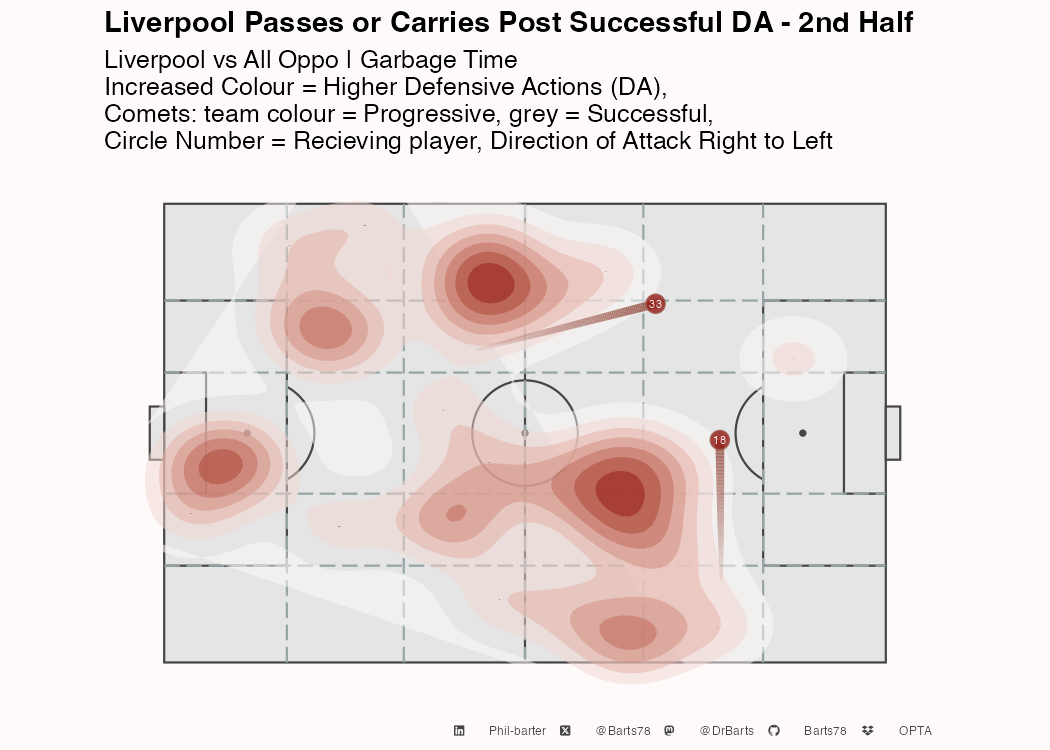 Liverpool Passes or Carries Post Successful DA - 2nd Half
Liverpool vs All Oppo | Garbage Time
Increased Colour = Higher Defensive Actions (DA),
Comets: team colour = Progressive, grey = Successful,
Circle Number = Recieving player, Direction of Attack Right to Left
33
18
Phil-barter @Barts78 @DrBarts Barts78 OPTA